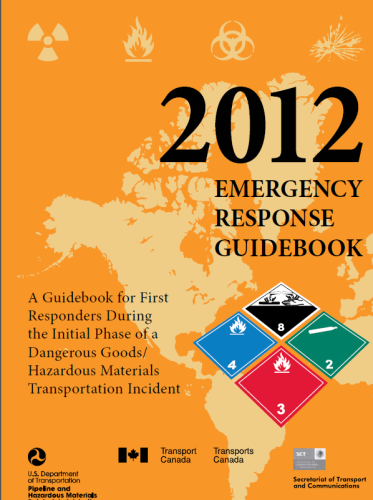 2012
EMERGENCY
RESPONSE
GUIDEBOOK
A Guidebook for First
Responders During
the Initial Phase of a
Dangerous Goods/
Hazardous Materials
Transportation Incident
8
4
2
3
U.S. Department
of Transportation
Pipeline and
Hazardous Materials
Transport
Canada
Transports
Canada
SCT
Secretariat of Transport
and Communications